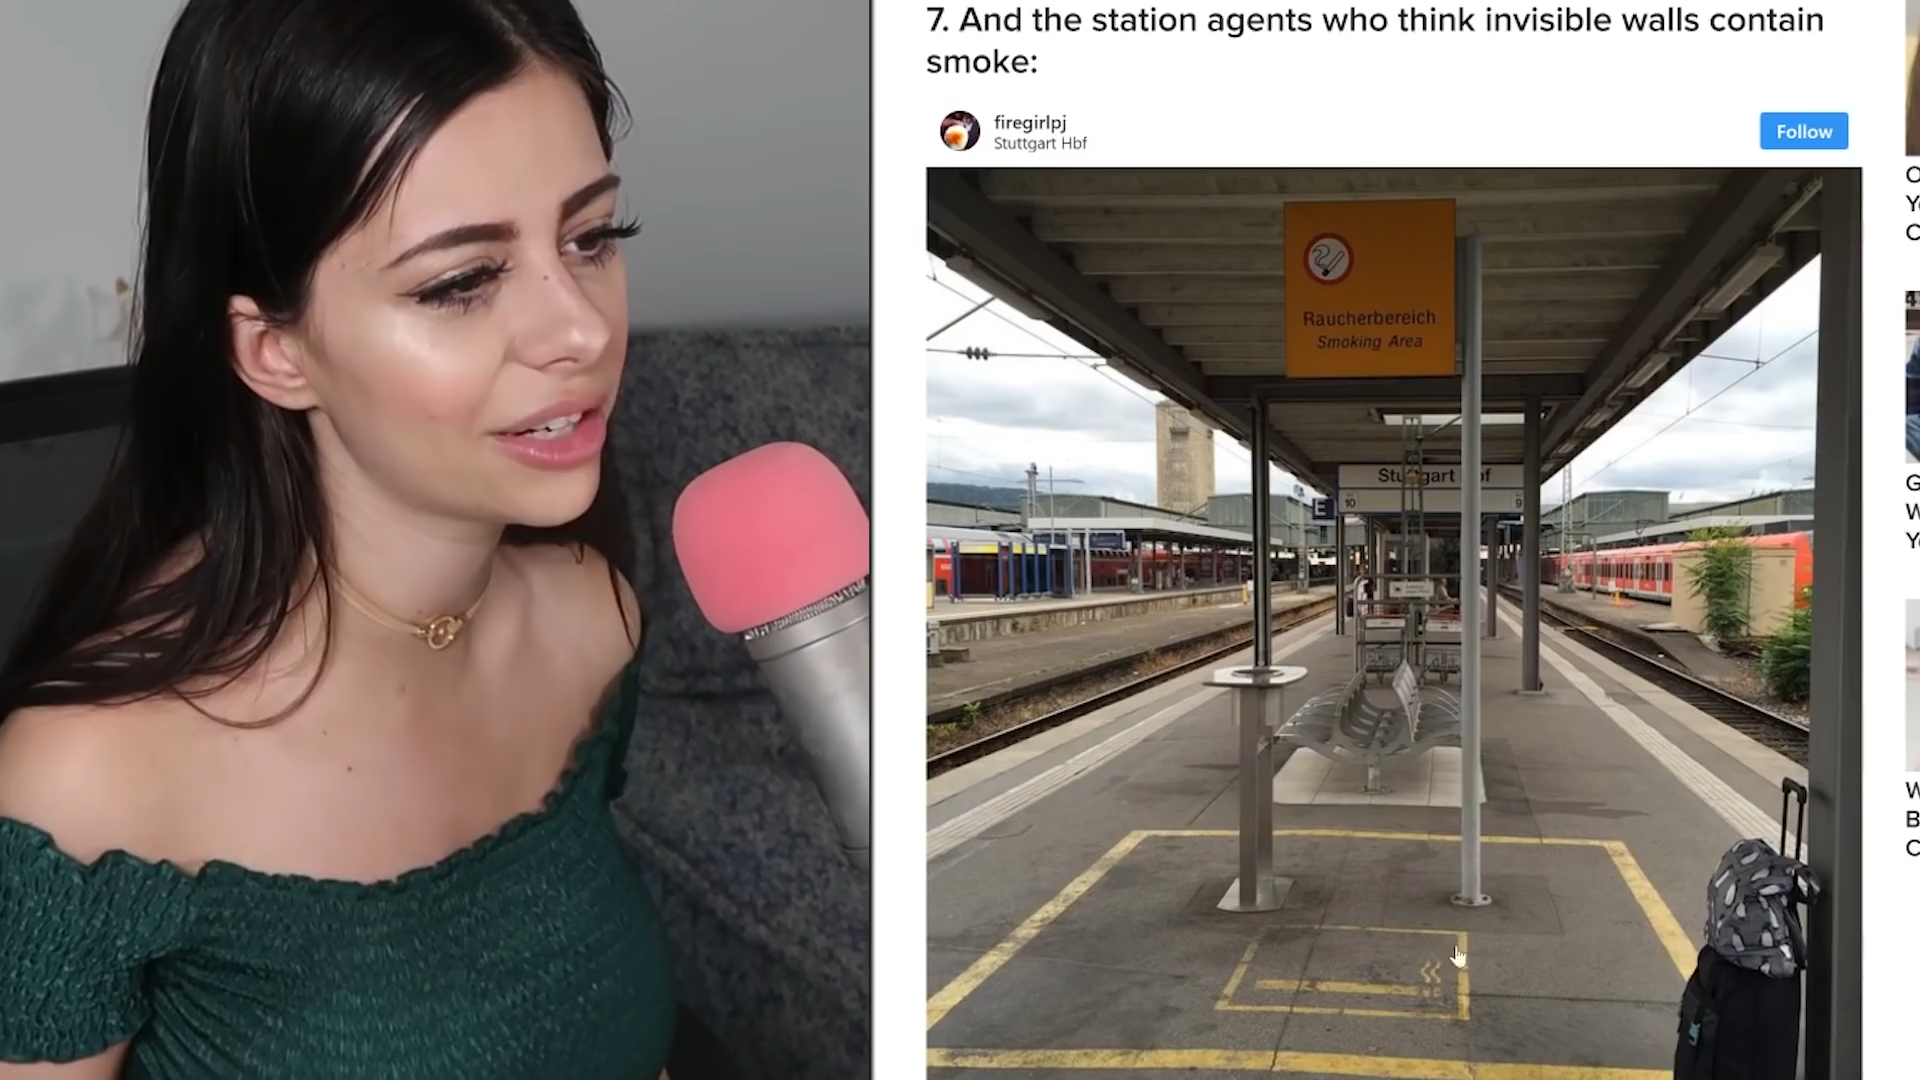 7. And the station agents who think invisible walls contain
smoke:
firegirlpj
Stuttgart Hbf
Follow
Raucherbereich
Smoking Area
E
10
9